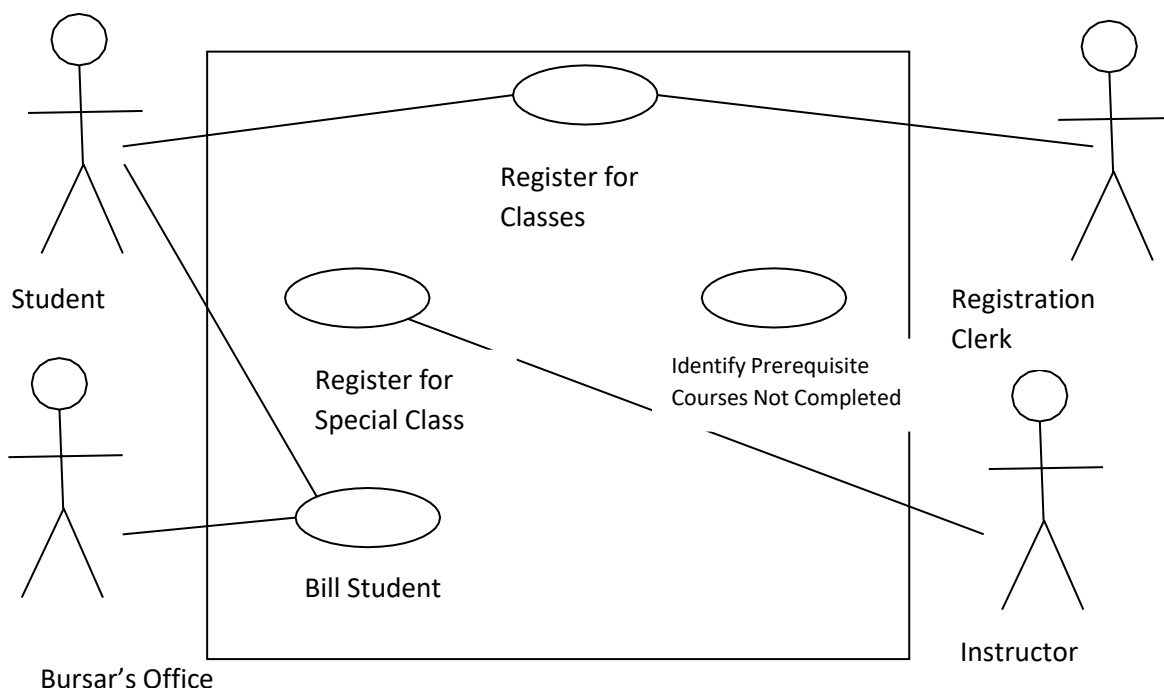 Register for
Classes
Student
Registration
Clerk
Register for
Special Class
Identify Prerequisite
Courses Not Completed
Bill Student
Instructor
Bursar’s Office